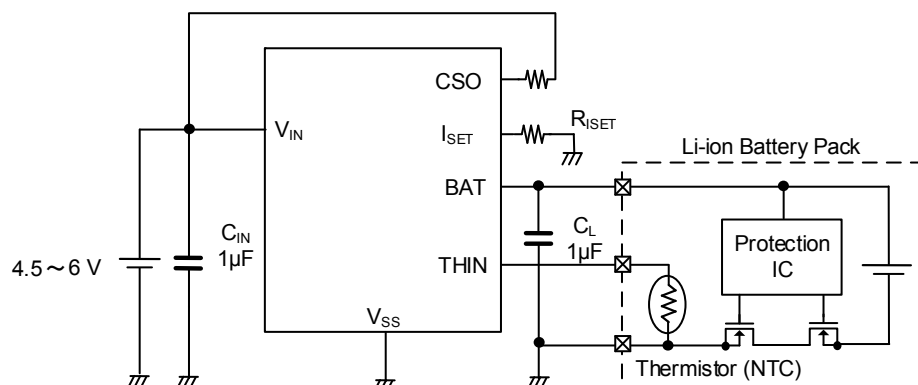 CSO
V_IN
I_SET
R_ISET
Li-ion Battery Pack
BAT
C_IN
1μF
C_L
1μF
Protection
IC
4.5～6 V
THIN
V_SS
Thermistor (NTC)